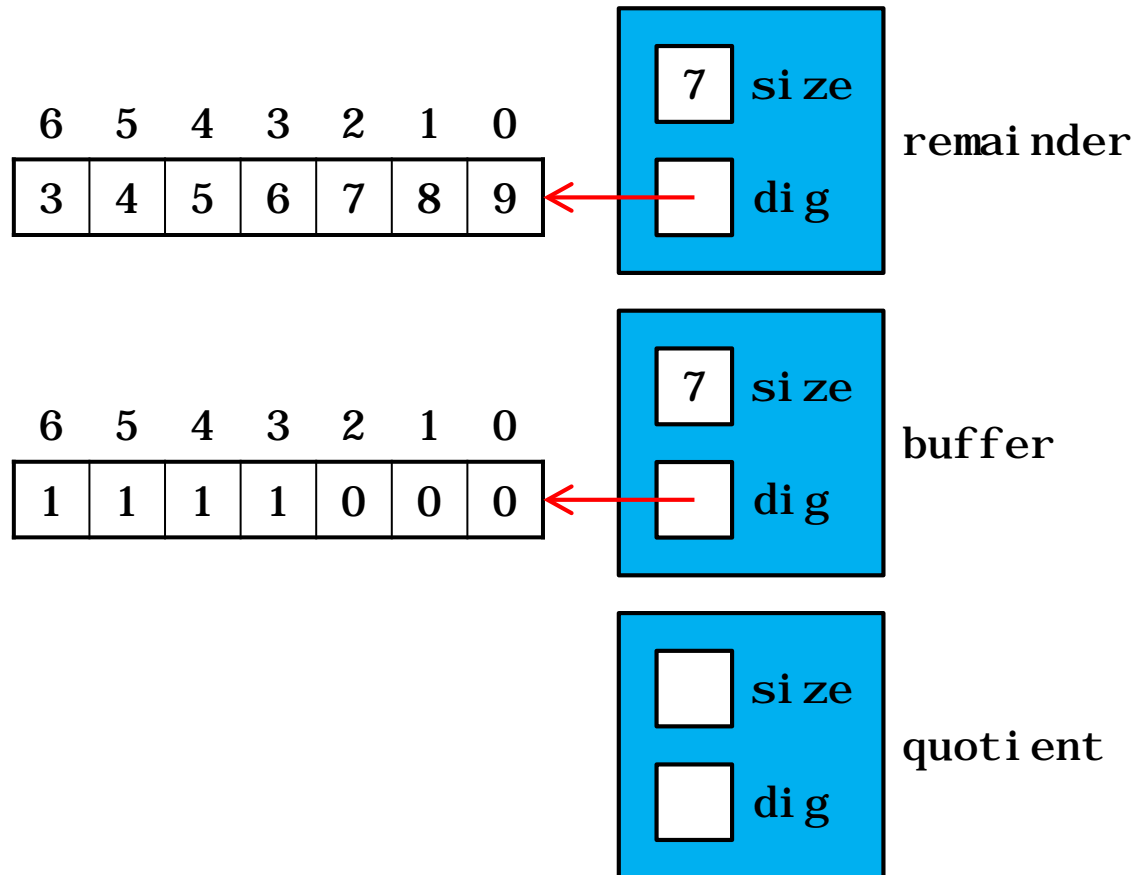 7 size
6 5 4 3 2 1 0
remainder
3 4 5 6 7 8 9
dig
7 size
6 5 4 3 2 1 0
buffer
1 1 1 1 0 0 0
dig
size
quotient
dig